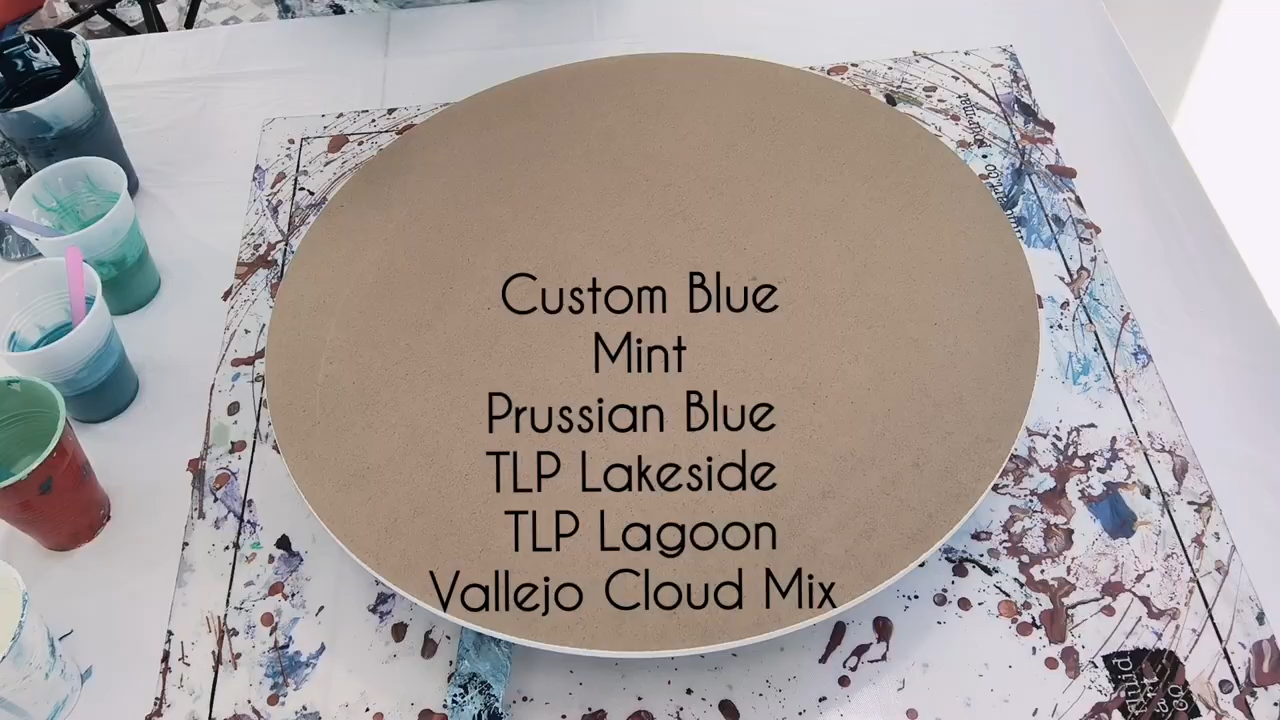 Custom Blue
Mint
Prussian Blue
TLP Lakeside
TLP Lagoon
Vallejo Cloud Mix